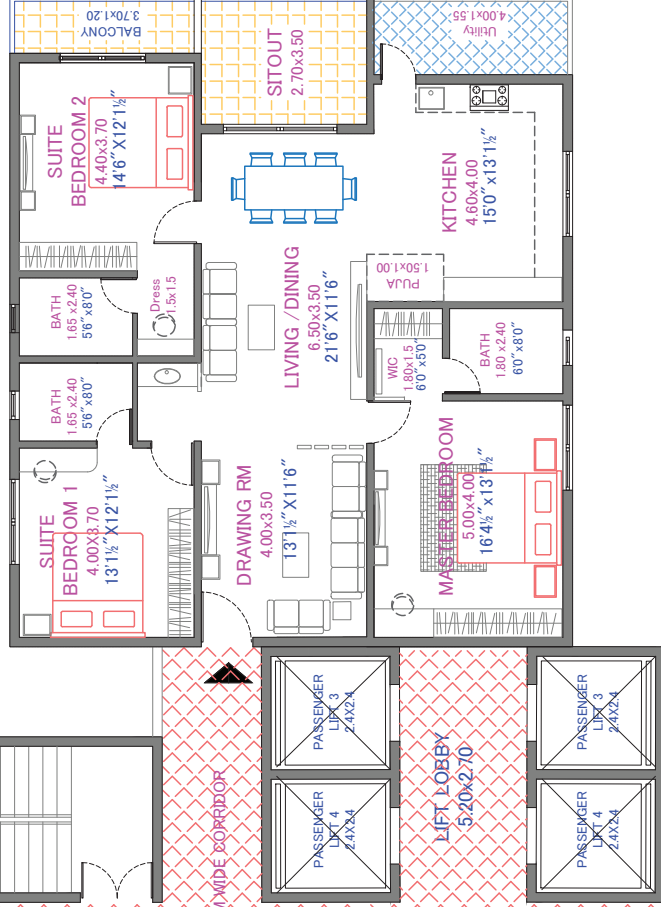 BALCONY
3.70x1.20
SITOUT
2.70x3.50
Utility
4.00x1.55
SUITE
BEDROOM 2
4.40x3.70
14'6"X12'1½"
KITCHEN
4.60x4.00
15'0"x13'1½"
LIVING /DINING
6.50x3.50
21'6"X11'6"
PUJA
1.50x1.00
Dress
1.5x1.5
BATH
1.65 x2.40
5'6"x8'0"
WIC
1.80x1.5
6'0"x5'0"
BATH
1.80 x2.40
6'0"x8'0"
BATH
1.65 x2.40
5'6"x8'0"
SUITE
BEDROOM 1
4.00X3.70
13'1½"X12'1½"
DRAWING RM
4.00x3.50
13'1½"X11'6"
MASTER BEDROOM
5.00x4.00
16'4½"x13'1½"
PASSENGER
LIFT 3
2.4X2.4
PASSENGER
LIFT 3
2.4X2.4
LIFT LOBBY
5.20x2.70
M WIDE CORRIDOR
PASSENGER
LIFT 4
2.4X2.4
PASSENGER
LIFT 4
2.4X2.4